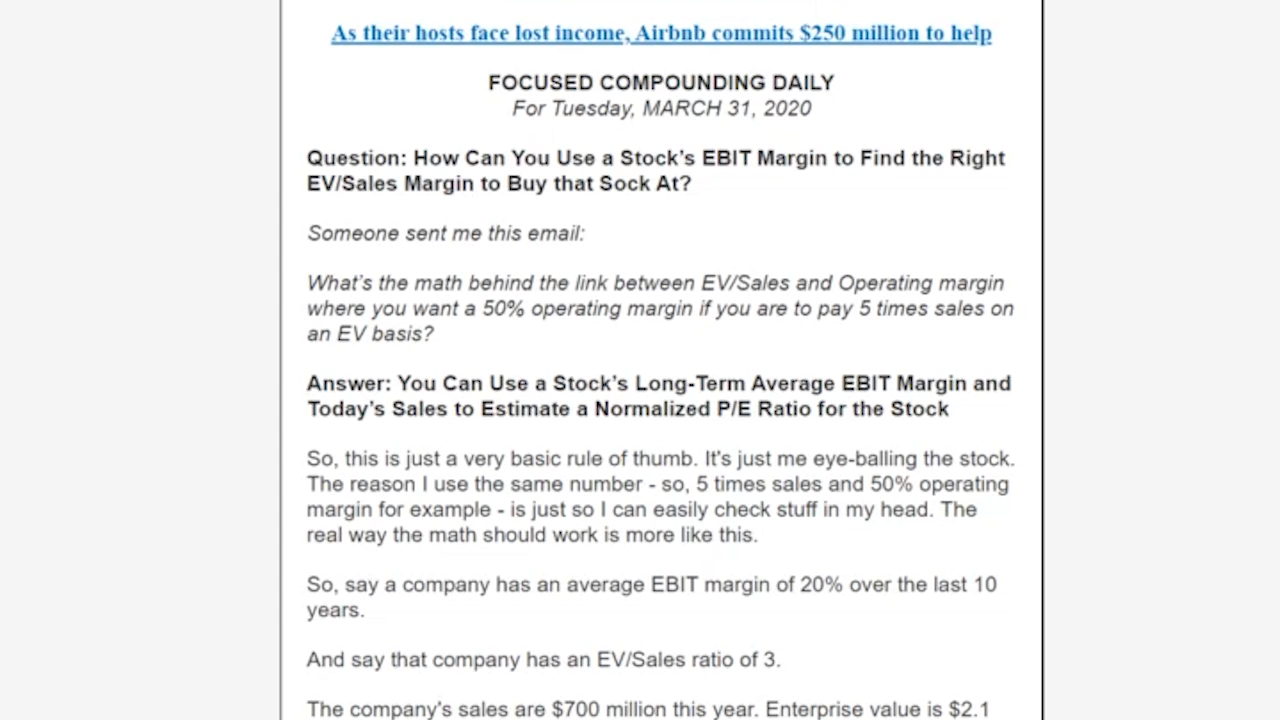 As their hosts face lost income, Airbnb commits $250 million to help
FOCUSED COMPOUNDING DAILY
For Tuesday, MARCH 31, 2020
Question: How Can You Use a Stock's EBIT Margin to Find the Right
EV/Sales Margin to Buy that Sock At?
Someone sent me this email:
What's the math behind the link between EV/Sales and Operating margin
where you want a 50% operating margin if you are to pay 5 times sales on
an EV basis?
Answer: You Can Use a Stock's Long-Term Average EBIT Margin and
Today's Sales to Estimate a Normalized P/E Ratio for the Stock
So, this is just a very basic rule of thumb. It's just me eye-balling the stock.
The reason I use the same number - so, 5 times sales and 50% operating
margin for example - is just so I can easily check stuff in my head. The
real way the math should work is more like this.
So, say a company has an average EBIT margin of 20% over the last 10
years.
And say that company has an EV/Sales ratio of 3.
The company's sales are $700 million this year. Enterprise value is $2.1